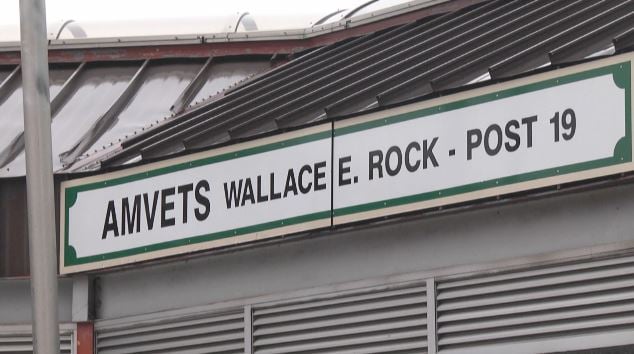 AMVETS WALLACE E. ROCK - POST 19